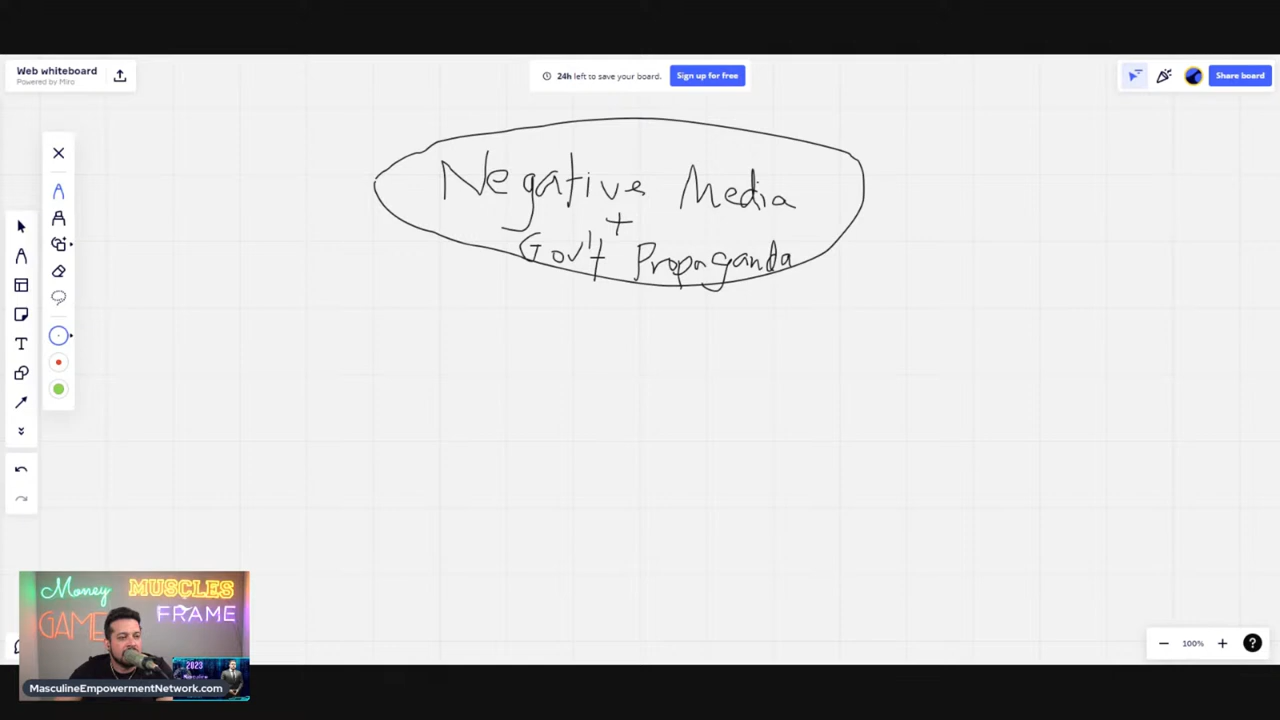 Web whiteboard
Powered by Miro
24h left to save your board.
Sign up for free
Share board
Negative Media
+
Gov't Propaganda
Money
MUSCLES
GAME
FRAME
2023
MasculineEmpowermentNetwork.com
100%